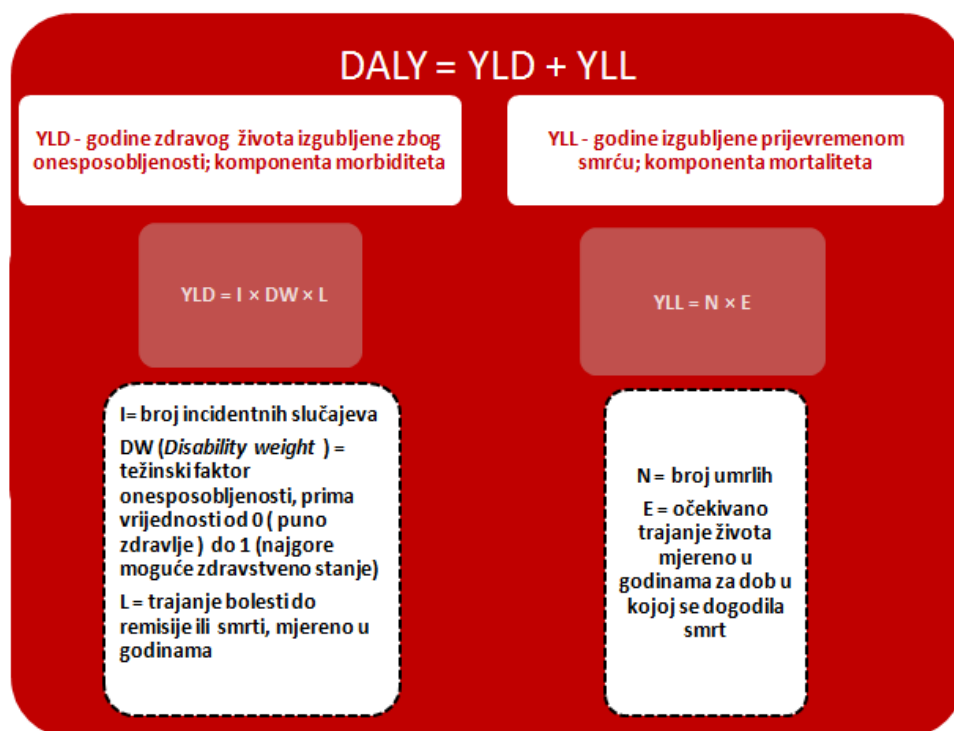 DALY = YLD + YLL
YLD - godine zdravog života izgubljene zbog
onesposobljenosti; komponenta morbiditeta
YLL - godine izgubljene prijevremenom
smrću; komponenta mortaliteta
YLD = I × DW × L
YLL = N × E
I= broj incidentnih slučajeva
DW (Disability weight ) =
težinski faktor
onesposobljenosti, prima
vrijednosti od 0 ( puno
zdravlje ) do 1 (najgore
moguće zdravstveno stanje)
L = trajanje bolesti do
remisije ili smrti, mjereno u
godinama
N = broj umrlih
E = očekivano
trajanje života
mjereno u
godinama za dob u
kojoj se dogodila
smrt